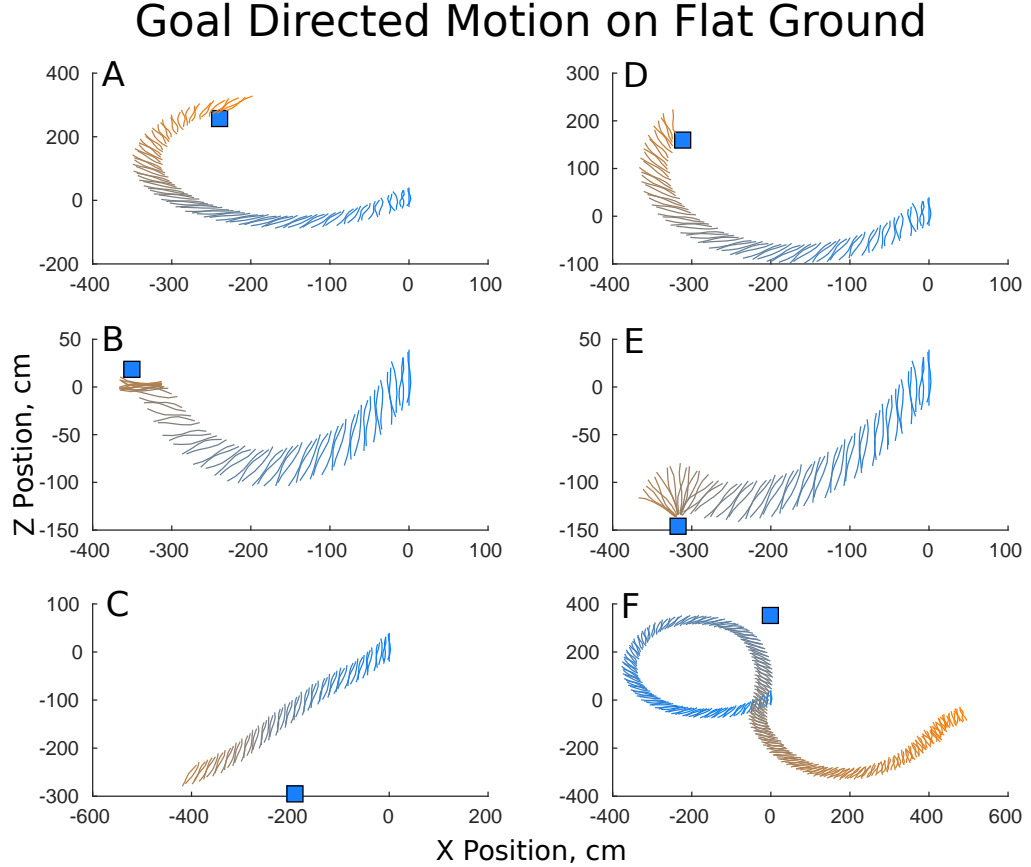 Goal Directed Motion on Flat Ground
A
400
200
0
-200
-400 -300 -200 -100 0 100
D
300
200
100
0
-100
-400 -300 -200 -100 0 100
B
50
0
-50
-100
-150
-400 -300 -200 -100 0 100
E
50
0
-50
-100
-150
-400 -300 -200 -100 0 100
Z Postion, cm
C
100
0
-100
-200
-300
-600 -400 -200 0 200
F
400
200
0
-200
-400
-400 -200 0 200 400 600
X Position, cm